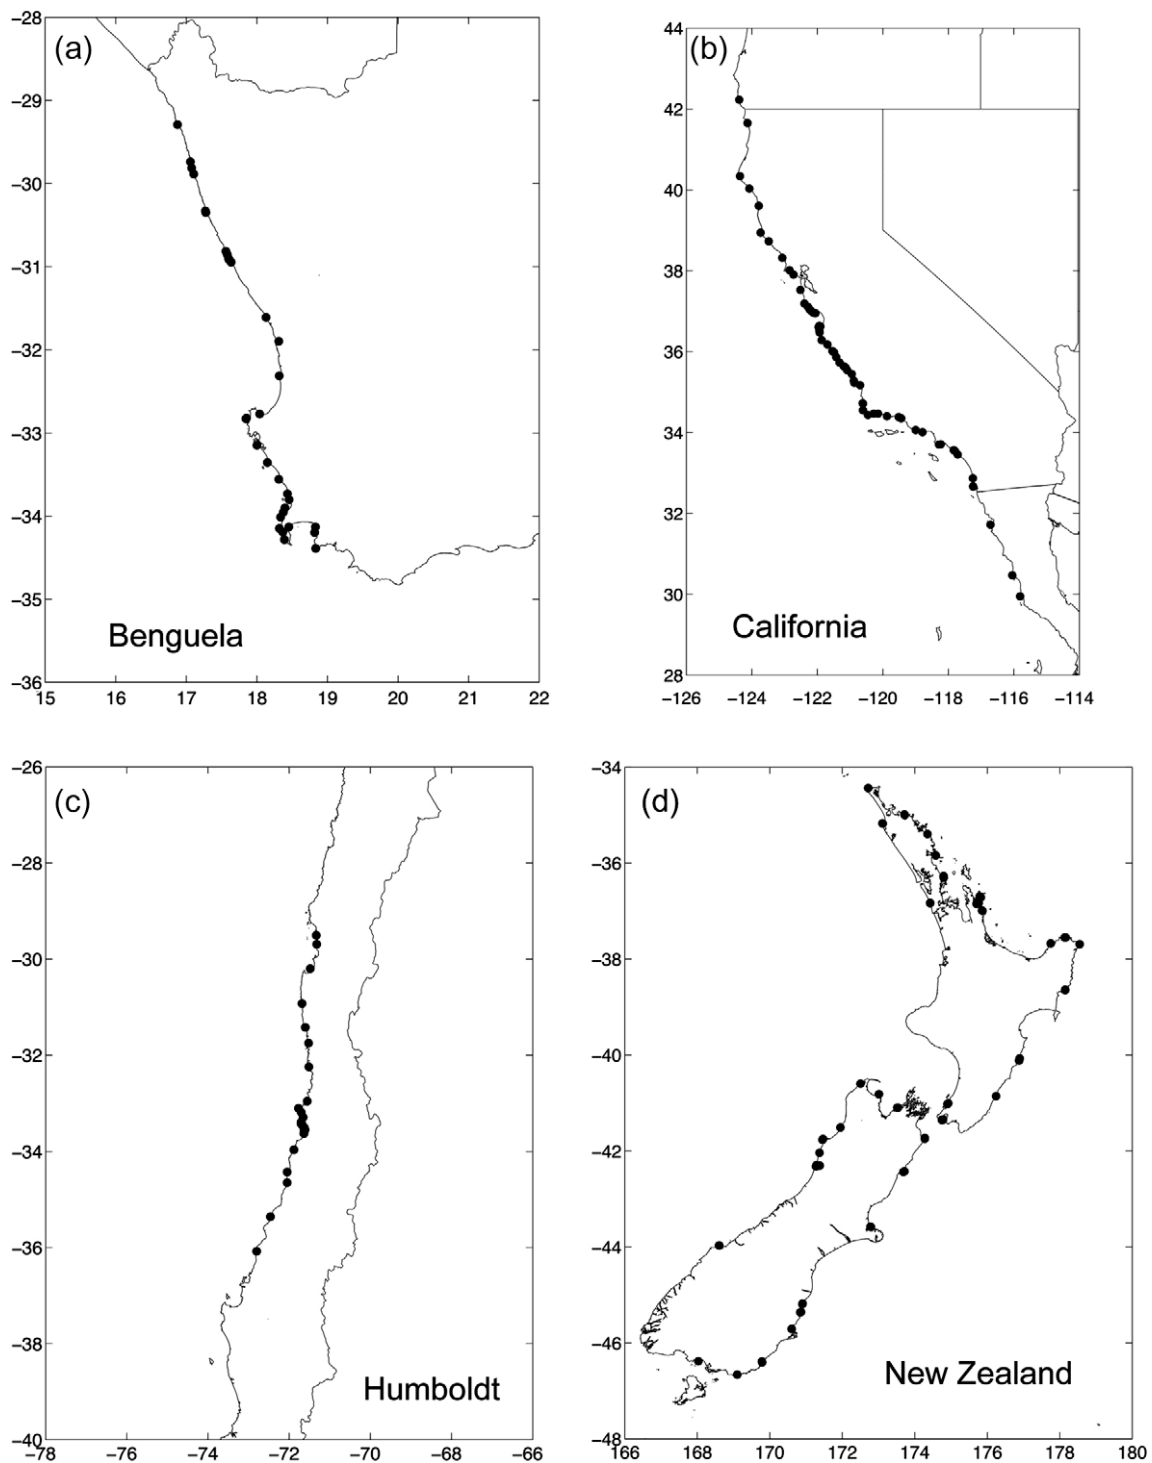 (a)
−28
−29
−30
−31
−32
−33
−34
−35
−36
15 16 17 18 19 20 21 22
Benguela
(b)
44
42
40
38
36
34
32
30
28
−126 −124 −122 −120 −118 −116 −114
California
(c)
−26
−28
−30
−32
−34
−36
−38
−40
−78 −76 −74 −72 −70 −68 −66
Humboldt
(d)
−34
−36
−38
−40
−42
−44
−46
−48
166 168 170 172 174 176 178 180
New Zealand